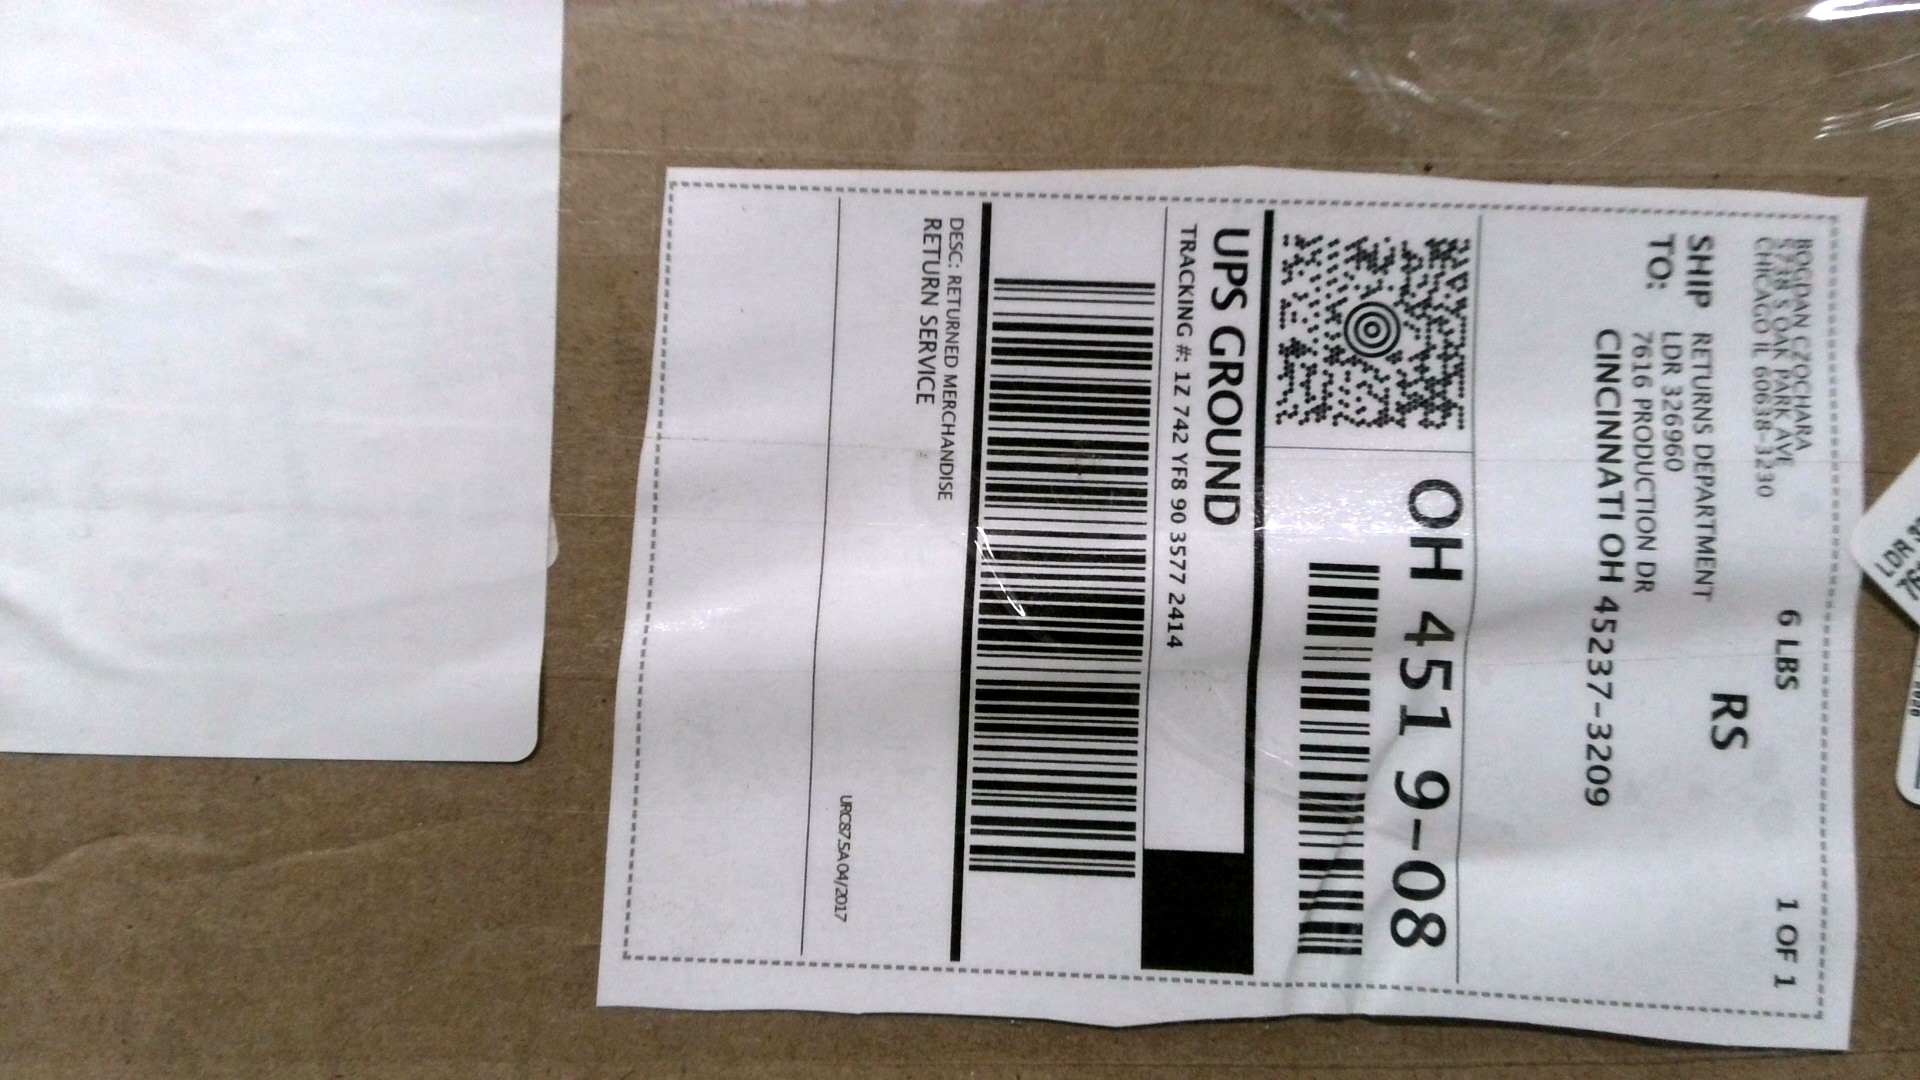 BOGDAN CZOCHARA
5738 S OAK PARK AVE
CHICAGO IL 60638-3230
6 LBS
1 OF 1
RS
SHIP
TO:
RETURNS DEPARTMENT
LDR 32696O
7616 PRODUCTION DR
CINCINNATI OH 45237-3209
OH 451 9-08
UPS GROUND
TRACKING #: 1Z 742 YF8 90 3577 2414
DESC: RETURNED MERCHANDISE
RETURN SERVICE
URC87.5A 04/2017
LDR